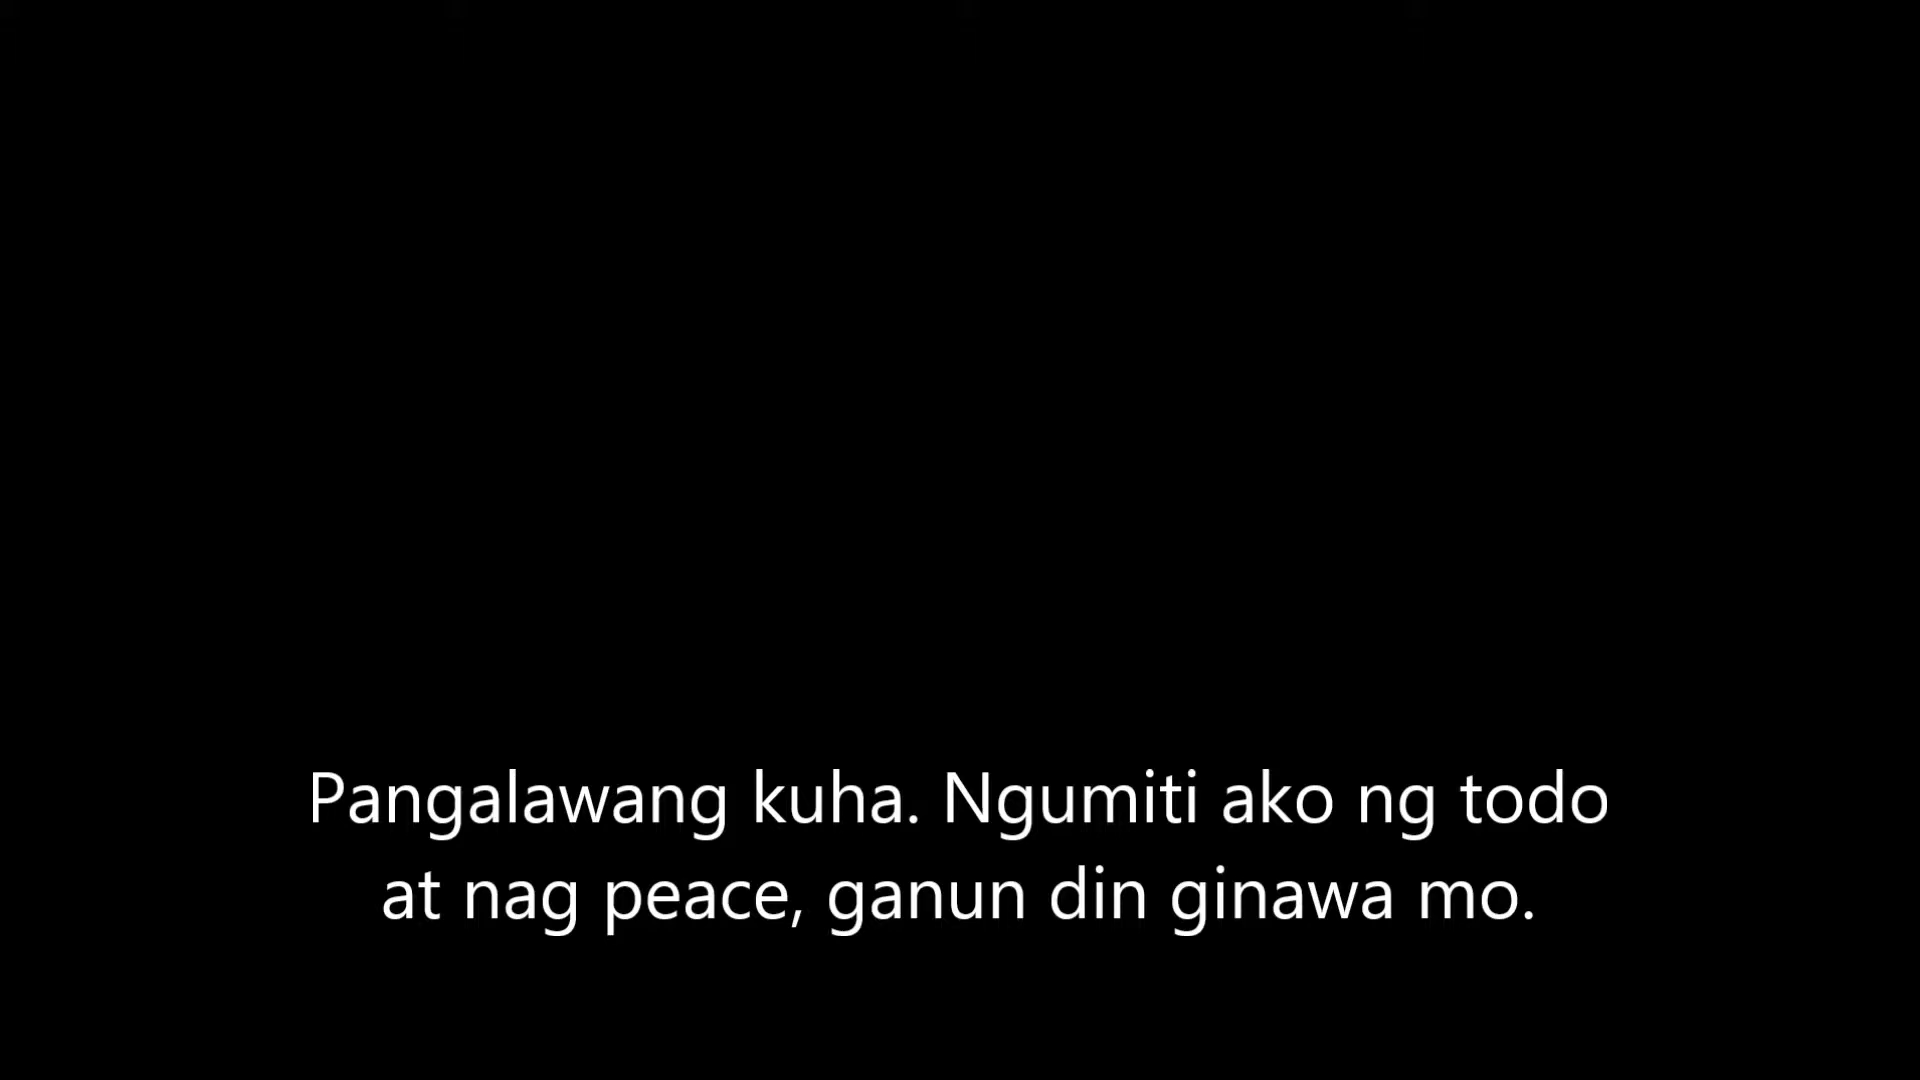 Pangalawang kuha. Ngumiti ako ng todo
at nag peace, ganun din ginawa mo.